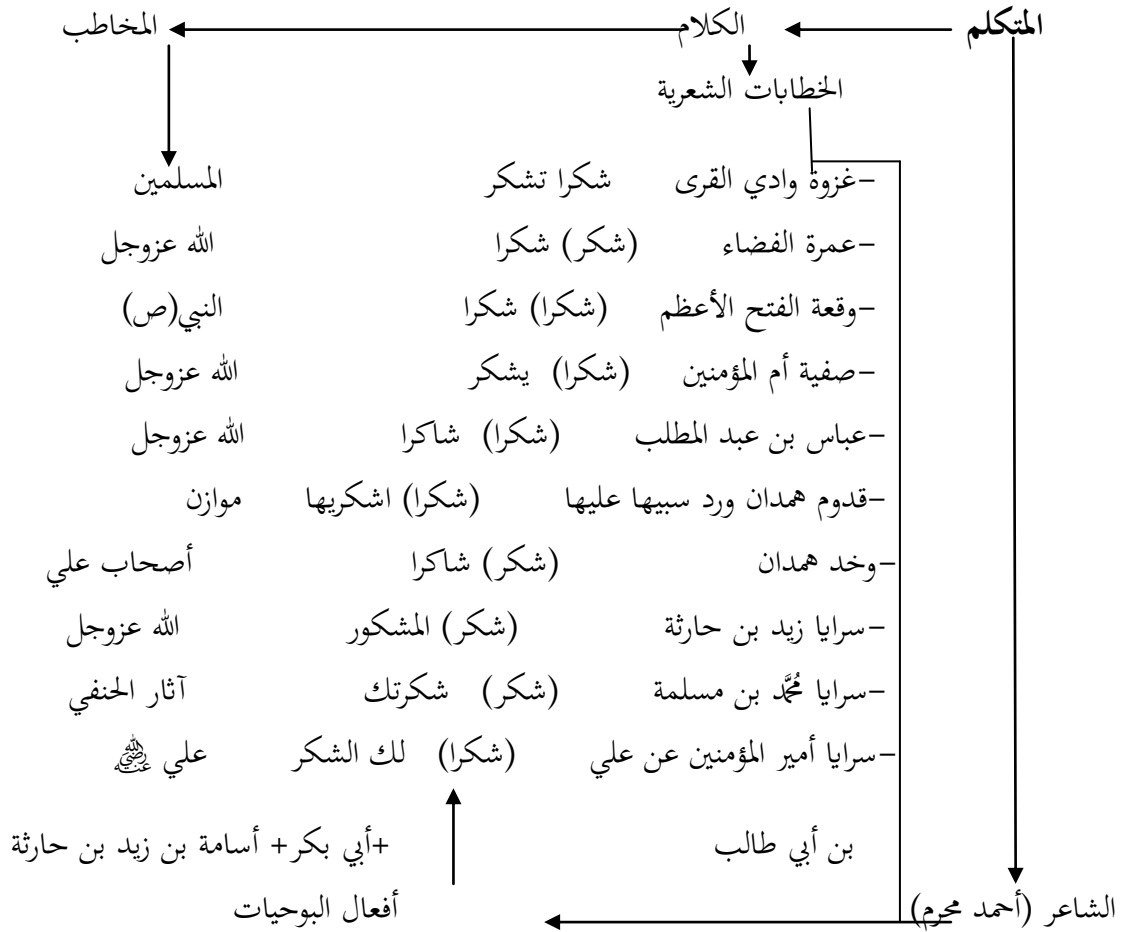 المتكلم الكلام المخاطب
الخطابات الشعرية
-غزوة وادي القرى شكرا تشكر المسلمين
-عمرة الفضاء (شكر) شكرا الله عزوجل
-وقعة الفتح الأعظم (شكرا) شكرا النبي(ص)
-صفية أم المؤمنين (شكرا) يشكر الله عزوجل
-عباس بن عبد المطلب (شكرا) شاكرا الله عزوجل
-قدوم همدان ورد سبيها عليها (شكرا) اشكريها موازن
-وخد همدان (شكر) شاكرا أصحاب علي
-سرايا زيد بن حارثة (شكر) المشكور الله عزوجل
-سرايا مُحَّد بن مسلمة (شكر) شكرتك آثار الحنفي
-سرايا أمير المؤمنين عن علي (شكرا) لك الشكر علي رضي الله عنه
بن أبي طالب +أبي بكر+ أسامة بن زيد بن حارثة
الشاعر (أحمد محرم) أفعال البوحيات